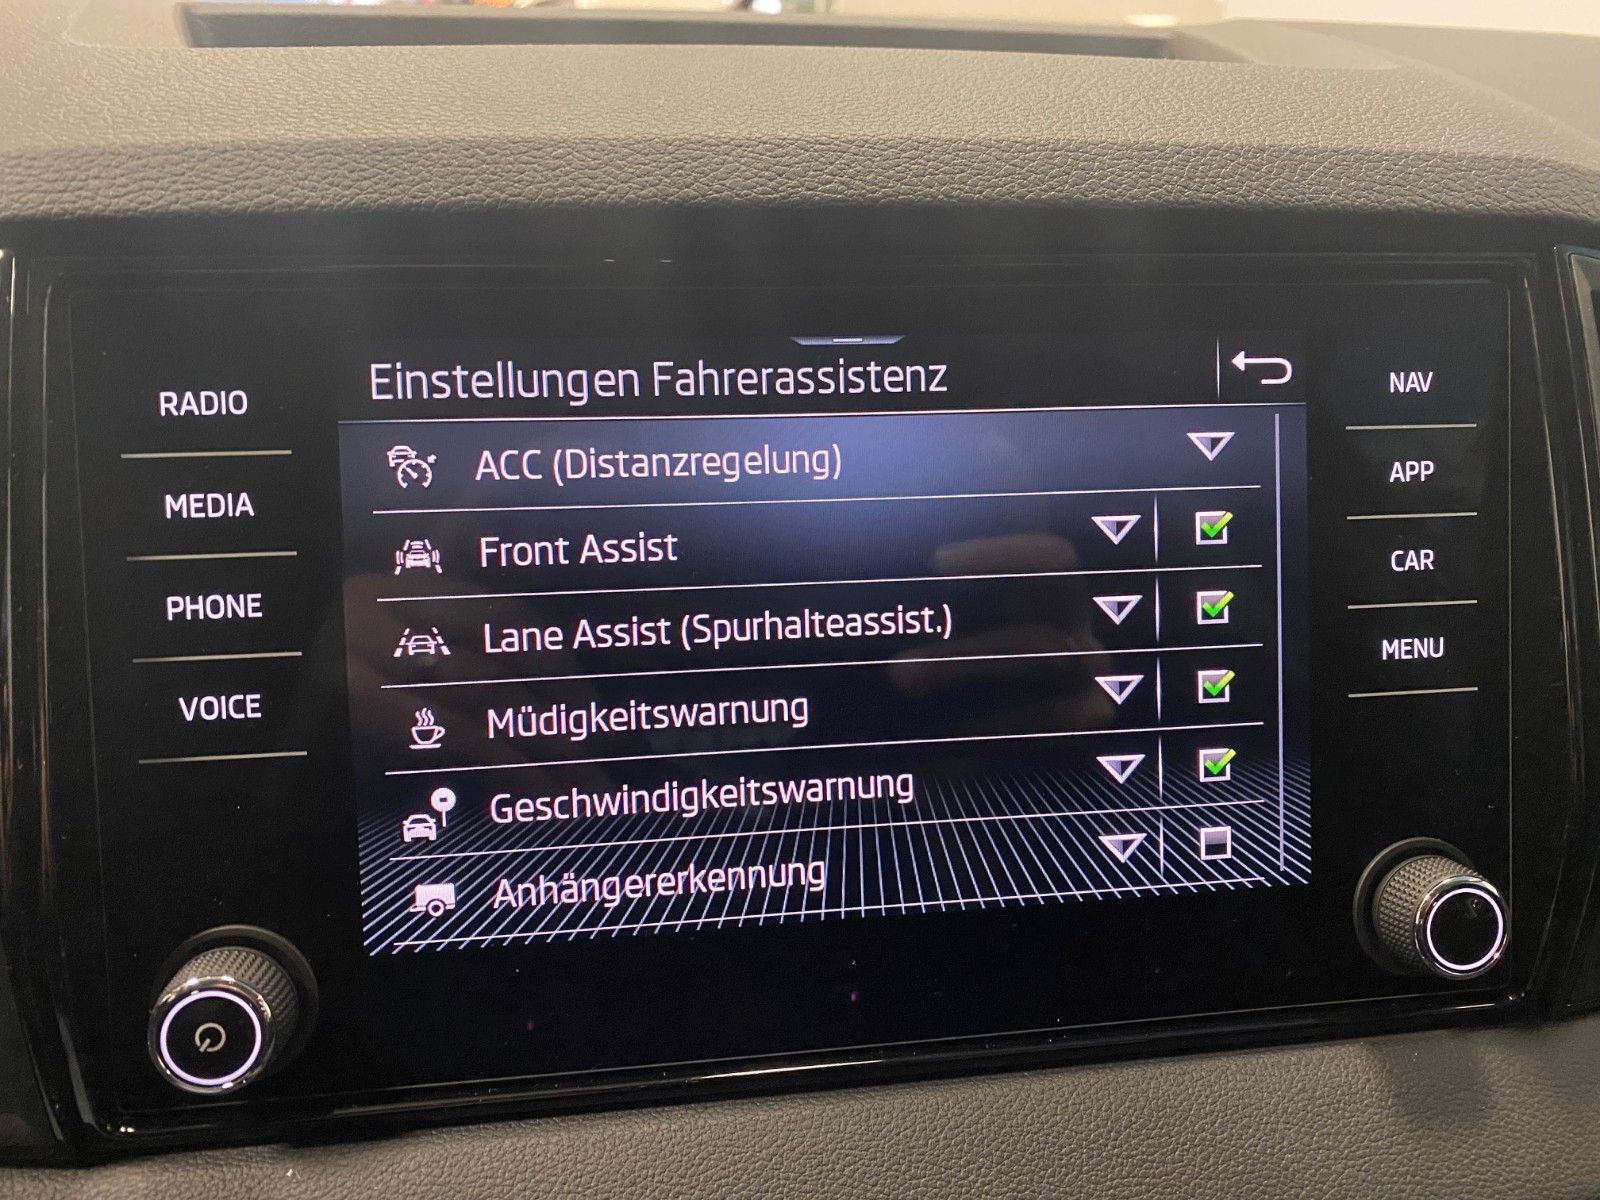 Einstellungen Fahrerassistenz
RADIO
MEDIA
PHONE
VOICE
ACC (Distanzregelung)
Front Assist
Lane Assist (Spurhalteassist.)
Müdigkeitswarnung
Geschwindigkeitswarnung
Anhängererkennung
NAV
APP
CAR
MENU